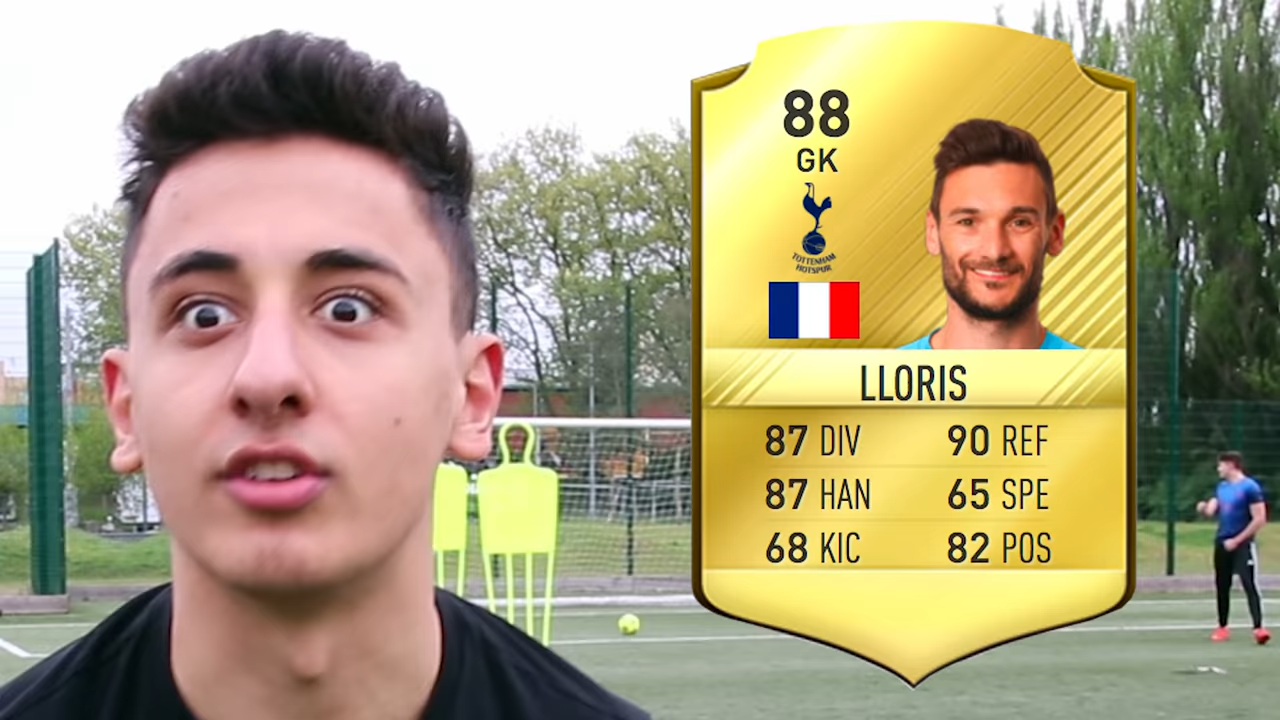 88
GK
TOTTENHAM
HOTSPUR
LLORIS
87 DIV 90 REF
87 HAN 65 SPE
68 KIC 82 POS